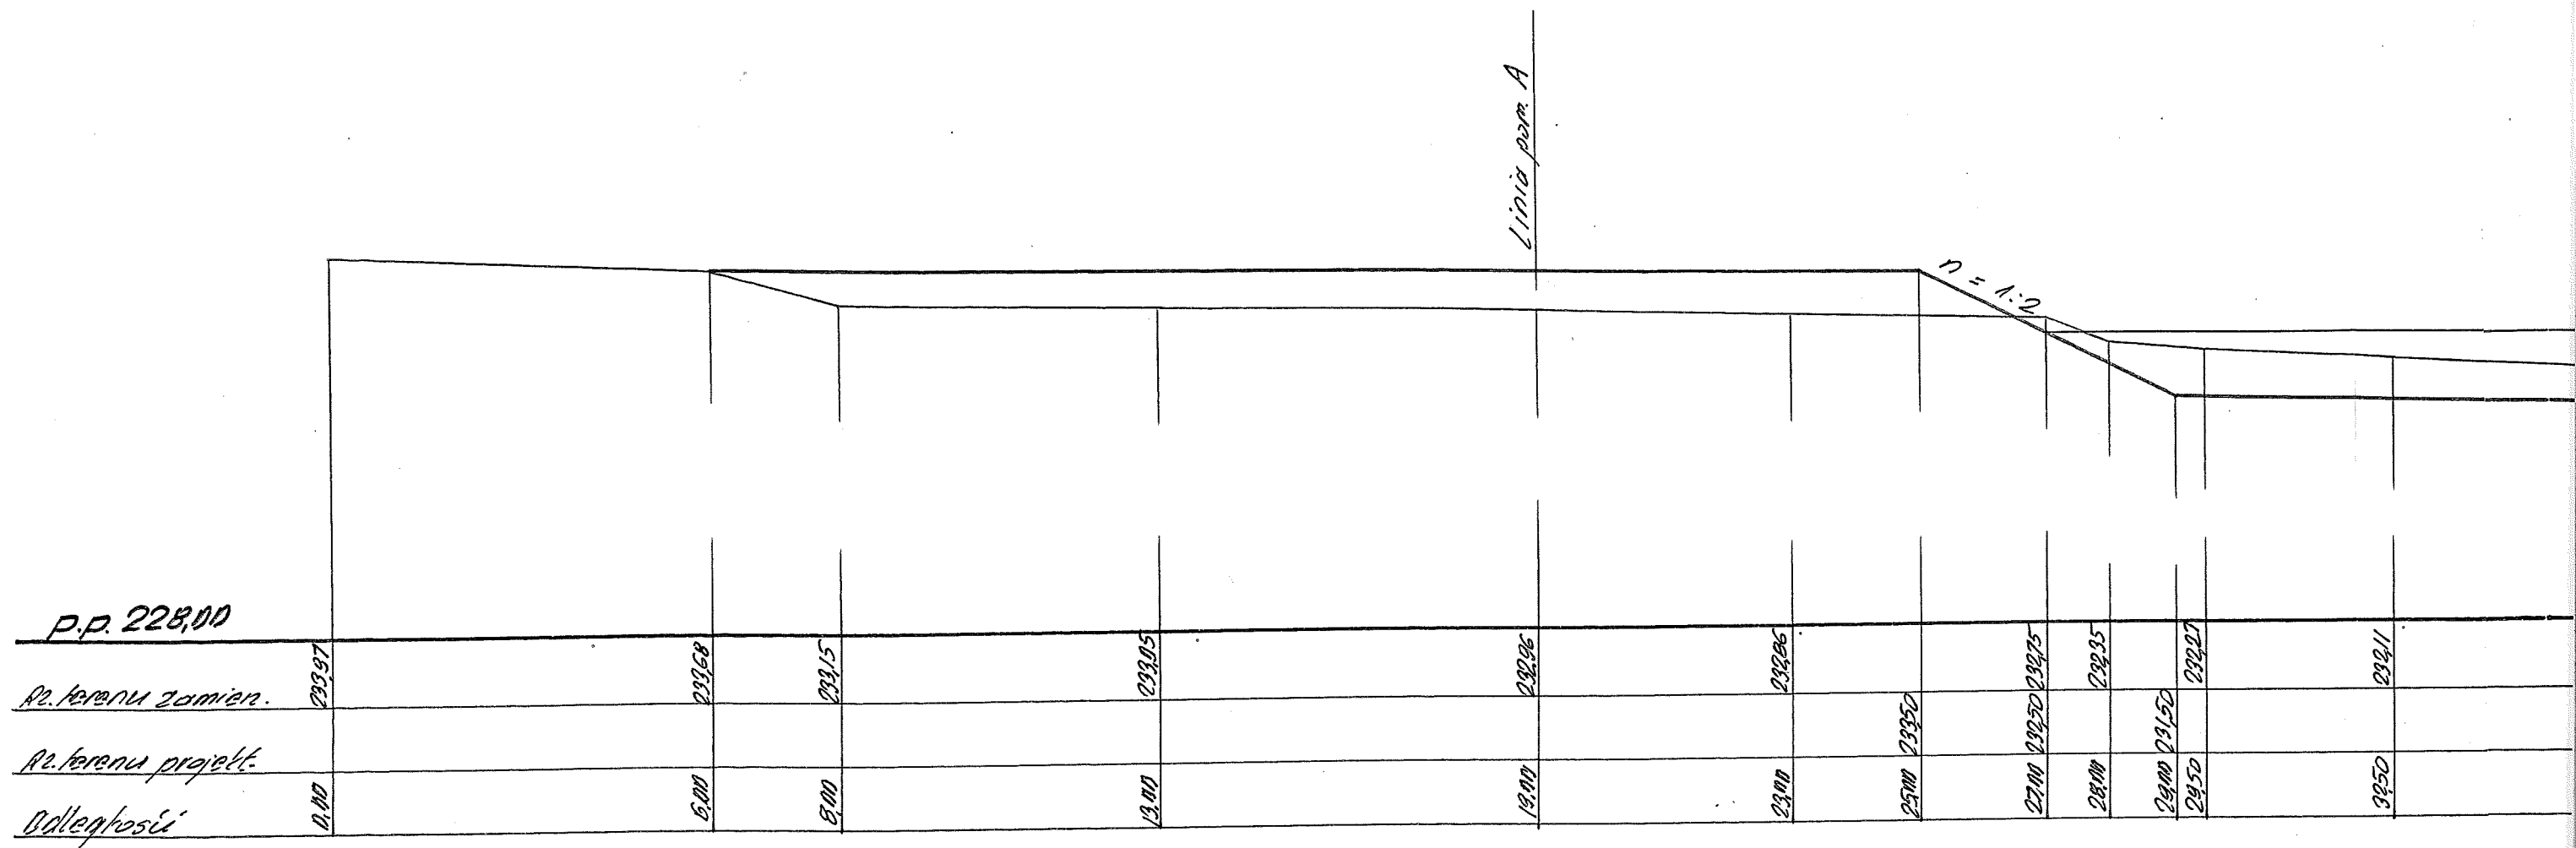 Linia pom. A
n = 1:2
p.p. 228,00
Rz. terenu zamien. 233,97 233,68 233,15 233,05 232,96 232,86 232,75 232,35 232,27 232,11
Rz. terenu projekt. 233,50 232,50 231,50
Odległości 0,00 6,00 8,00 13,00 19,00 23,00 25,00 27,00 28,00 29,00 29,50 32,50